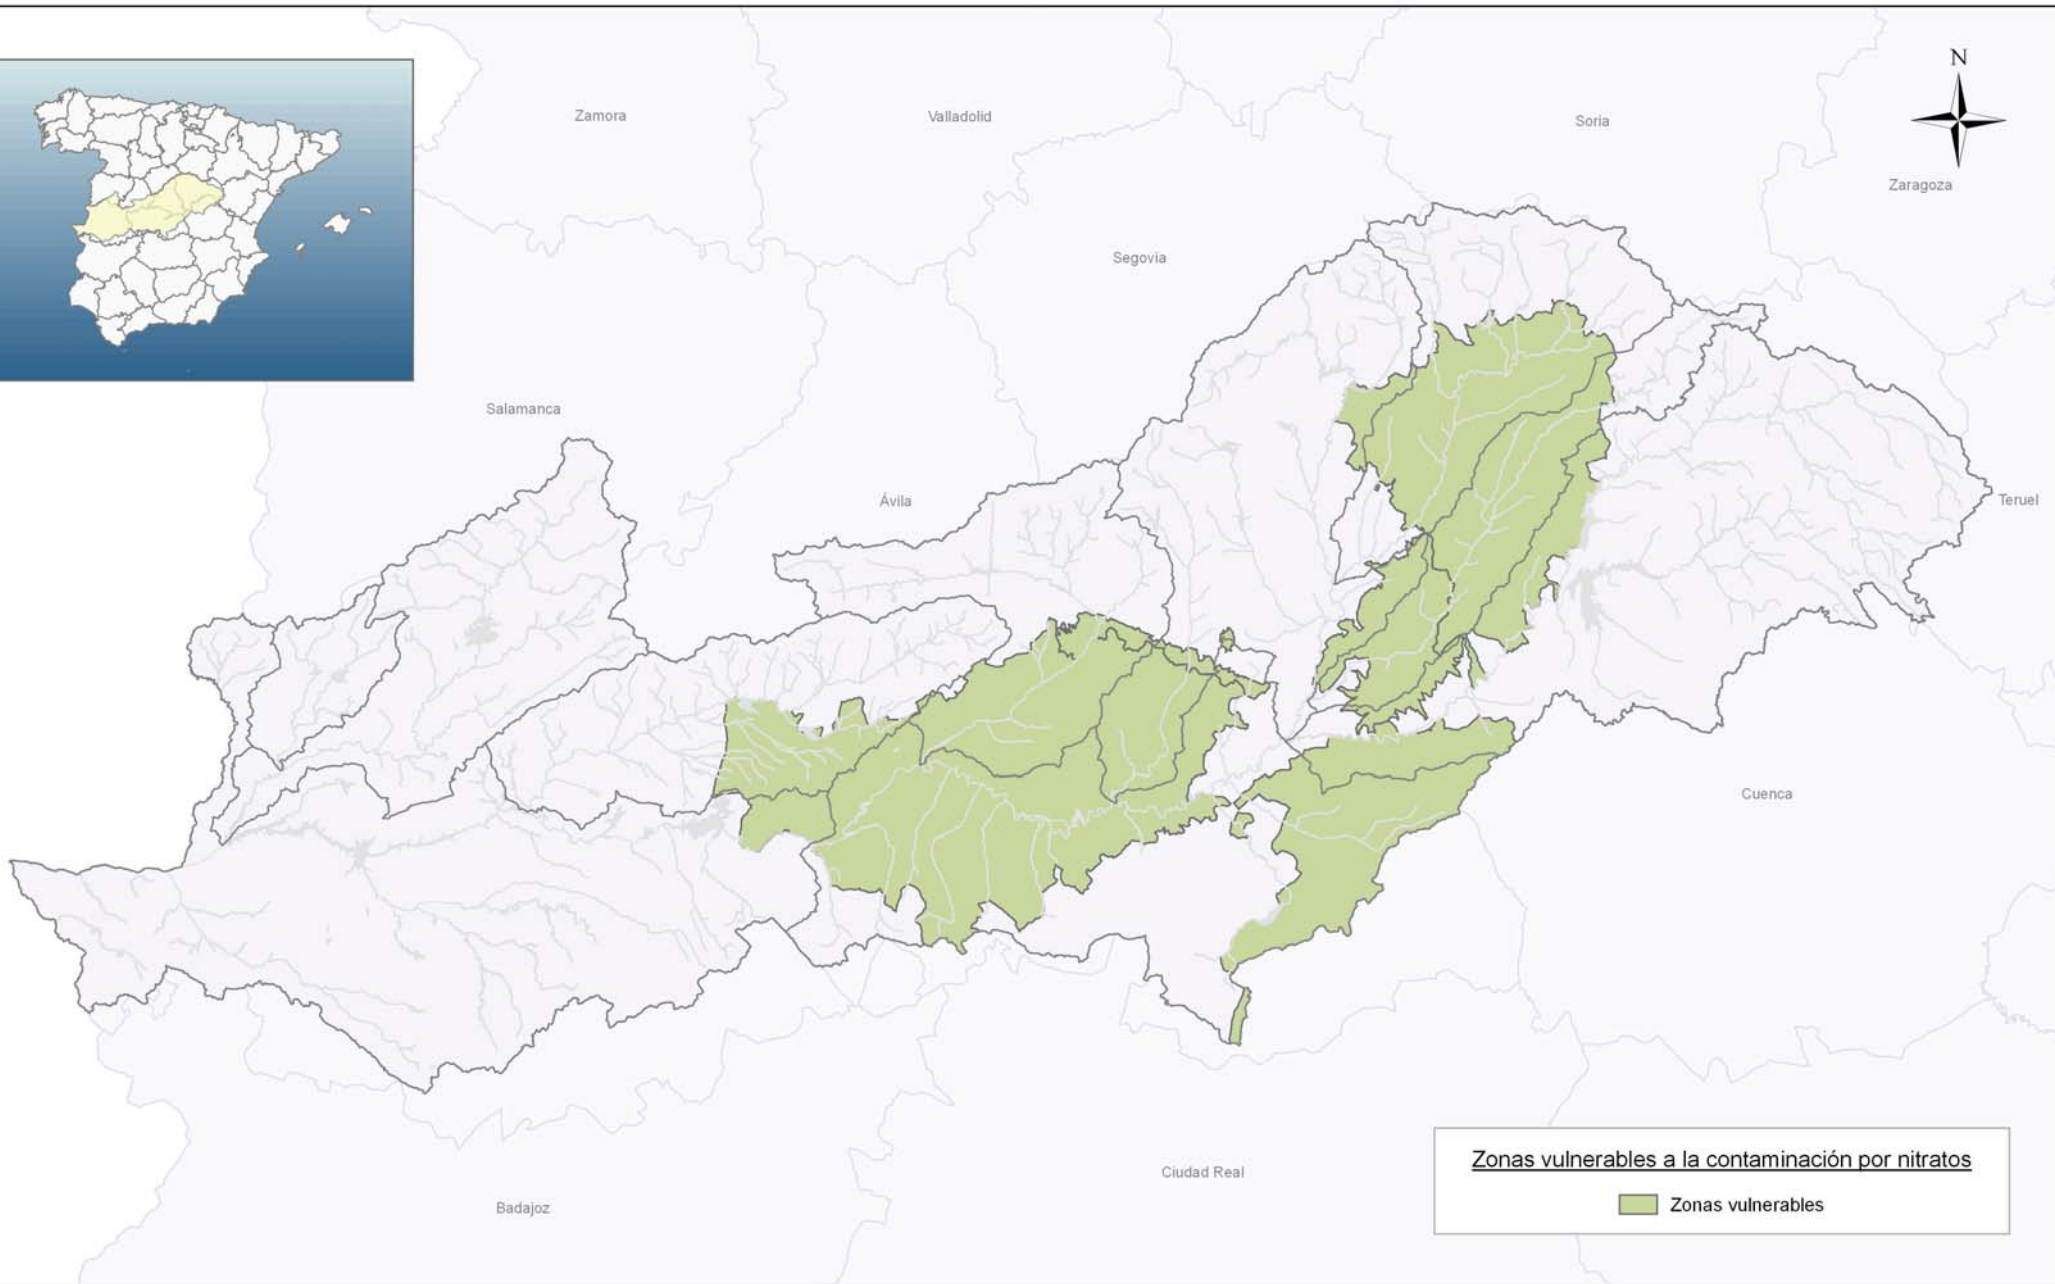 N
Zamora
Valladolid
Soria
Zaragoza
Segovia
Salamanca
Ávila
Teruel
Cuenca
Ciudad Real
Badajoz
Zonas vulnerables a la contaminación por nitratos
Zonas vulnerables